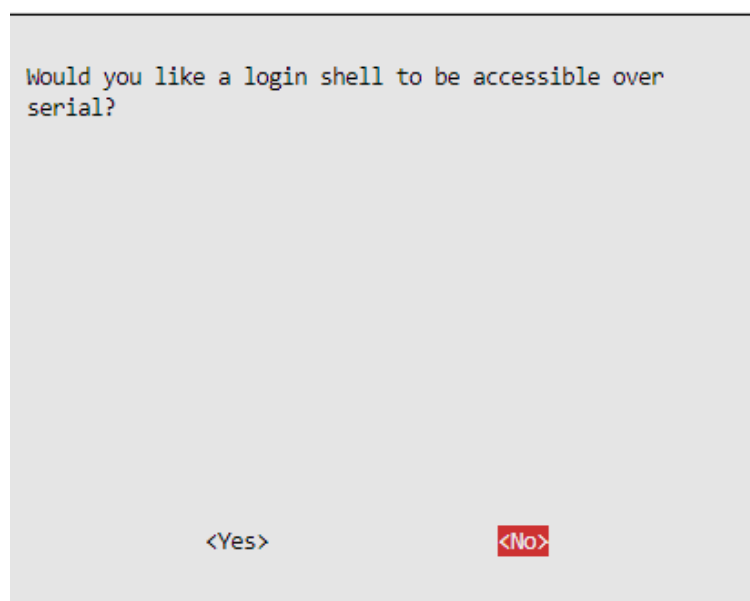 Would you like a login shell to be accessible over
serial?
<Yes> <No>